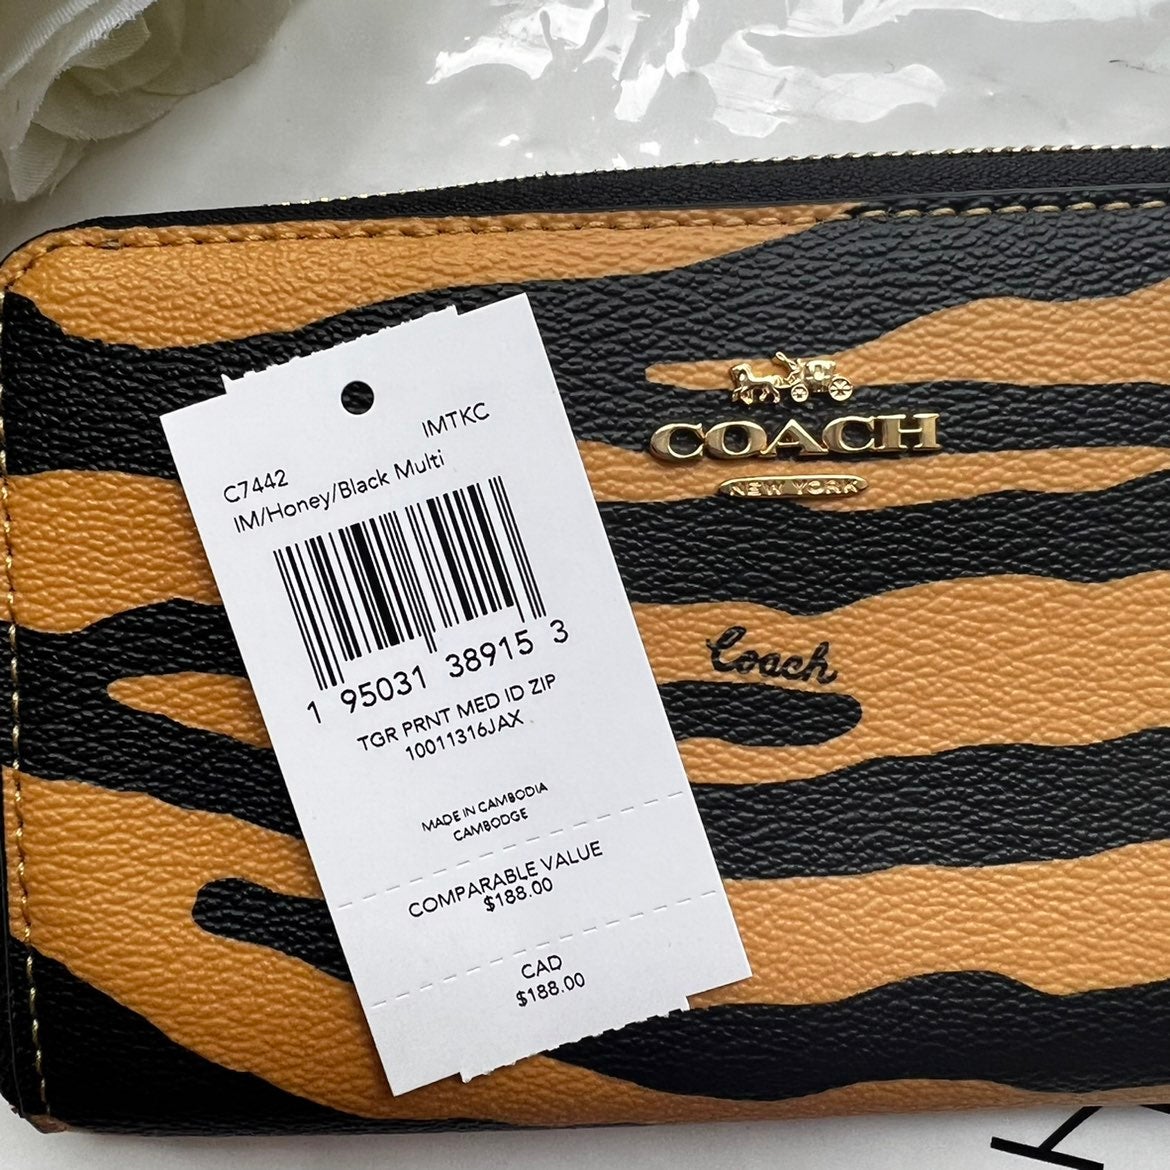 IMTKC
C7442
IM/Honey/Black Multi
1 95031 38915 3
TGR PRNT MED ID ZIP
10011316JAX
MADE IN CAMBODIA
CAMBODGE
COMPARABLE VALUE
$188.00
CAD
$188.00
COACH
NEW YORK
Coach